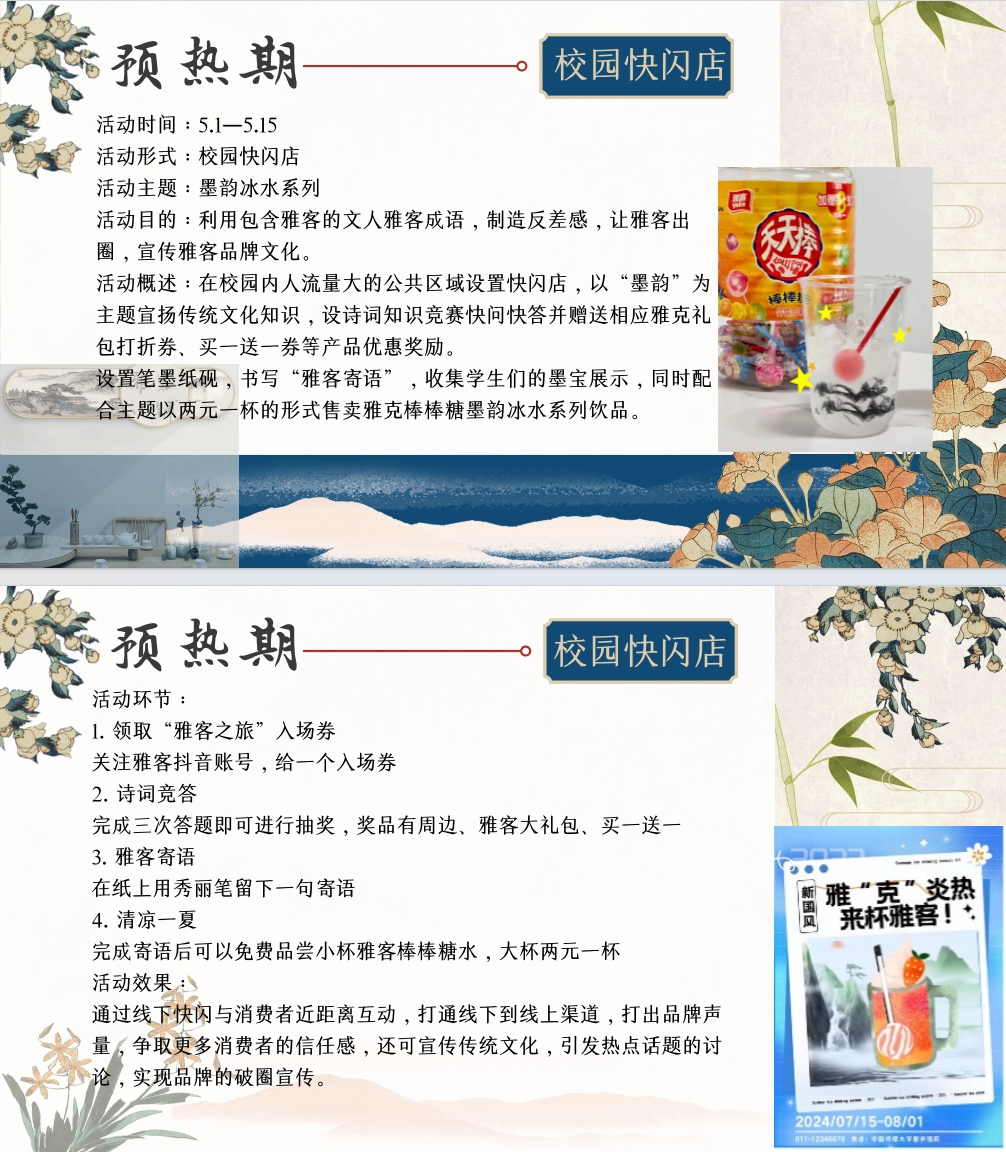 预热期
校园快闪店
活动时间：5.1—5.15
活动形式：校园快闪店
活动主题：墨韵冰水系列
活动目的：利用包含雅客的文人雅客成语，制造反差感，让雅客出
圈，宣传雅客品牌文化。
活动概述：在校园内人流量大的公共区域设置快闪店，以“墨韵”为
主题宣扬传统文化知识，设诗词知识竞赛快问快答并赠送相应雅克礼
包打折券、买一送一券等产品优惠奖励。
设置笔墨纸砚，书写“雅客寄语”，收集学生们的墨宝展示，同时配
合主题以两元一杯的形式售卖雅克棒棒糖墨韵冰水系列饮品。
雅客
天天棒
LOLLIPOP
棒棒
预热期
校园快闪店
活动环节：
1. 领取“雅客之旅”入场券
关注雅客抖音账号，给一个入场券
2. 诗词竞答
完成三次答题即可进行抽奖，奖品有周边、雅客大礼包、买一送一
3. 雅客寄语
在纸上用秀丽笔留下一句寄语
4. 清凉一夏
完成寄语后可以免费品尝小杯雅客棒棒糖水，大杯两元一杯
活动效果：
通过线下快闪与消费者近距离互动，打通线下到线上渠道，打出品牌声
量，争取更多消费者的信任感，还可宣传传统文化，引发热点话题的讨
论，实现品牌的破圈宣传。
新国风
雅“克”炎热
来杯雅客！
2024/07/15-08/01
011-12345678